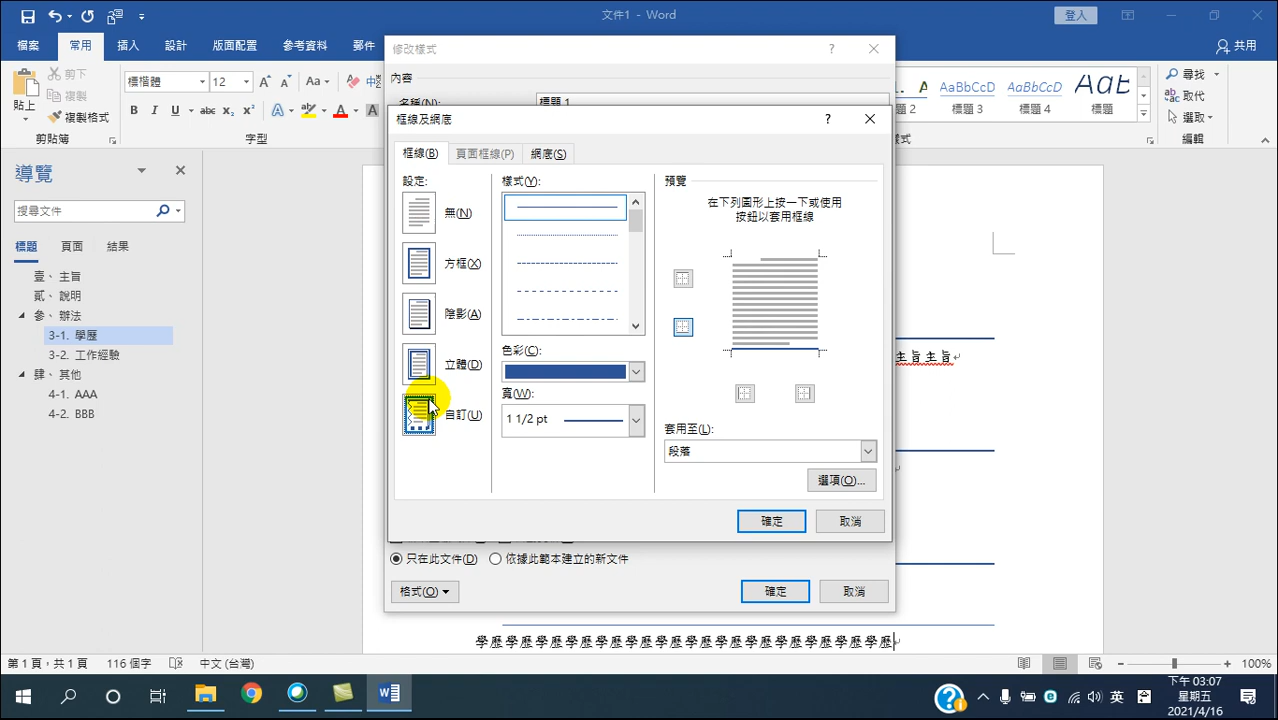 文件1 - Word
登入
檔案 常用 插入 設計 版面配置 參考資料 郵件
共用
貼上
剪下
複製
複製格式
剪貼簿
標楷體 12
Aa
B I U abc x₂ x²
A A A
字型
AaBbCcD AaBbCcD AaB
標題 3 標題 4
尋找
取代
選取
編輯
導覽
搜尋文件
標題 頁面 結果
壹、 主旨
貳、 說明
參、 辦法
3-1. 學歷
3-2. 工作經驗
肆、 其他
4-1. AAA
4-2. BBB
修改樣式
?
內容
名稱(N):
標題 1
框線及網底
?
框線(B) 頁面框線(P) 網底(S)
設定:
無(N)
方框(X)
陰影(A)
立體(D)
自訂(U)
樣式(Y):
色彩(C):
寬(W):
1 1/2 pt
預覽
在下列圖形上按一下或使用
按鈕以套用框線
套用至(L):
段落
選項(O)...
確定 取消
只在此文件(D) 依據此範本建立的新文件
格式(O)
確定 取消
主旨主旨
學歷學歷學歷學歷學歷學歷學歷學歷學歷學歷學歷學歷學歷學歷
第 1 頁，共 1 頁 116 個字 中文 (台灣)
100%
英
下午 03:07
星期五
2021/4/16